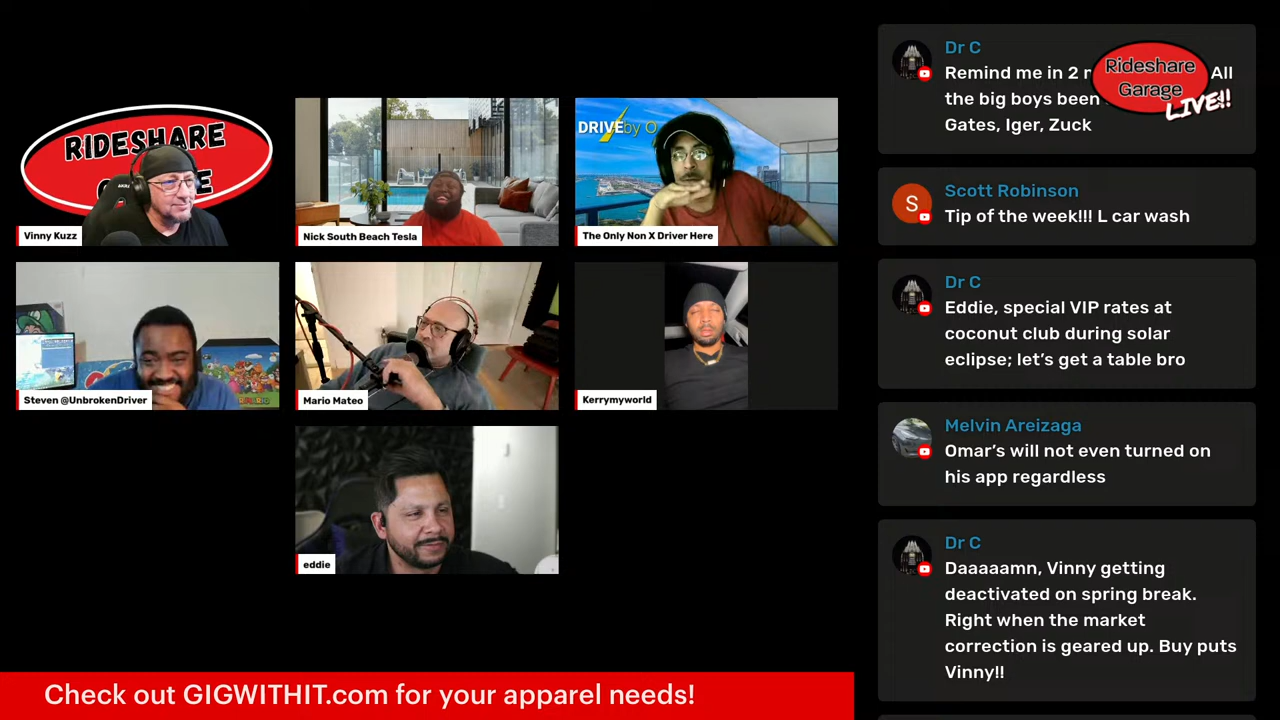 RIDESHARE
Vinny Kuzz
Nick South Beach Tesla
DRIVE by O
The Only Non X Driver Here
Steven @UnbrokenDriver
Mario Mateo
Kerrymyworld
eddie
Check out GIGWITHIT.com for your apparel needs!
Rideshare
Garage
LIVE!!
Dr C
Remind me in 2 All
the big boys been
Gates, Iger, Zuck
S
Scott Robinson
Tip of the week!!! L car wash
Dr C
Eddie, special VIP rates at
coconut club during solar
eclipse; let’s get a table bro
Melvin Areizaga
Omar’s will not even turned on
his app regardless
Dr C
Daaaaamn, Vinny getting
deactivated on spring break.
Right when the market
correction is geared up. Buy puts
Vinny!!